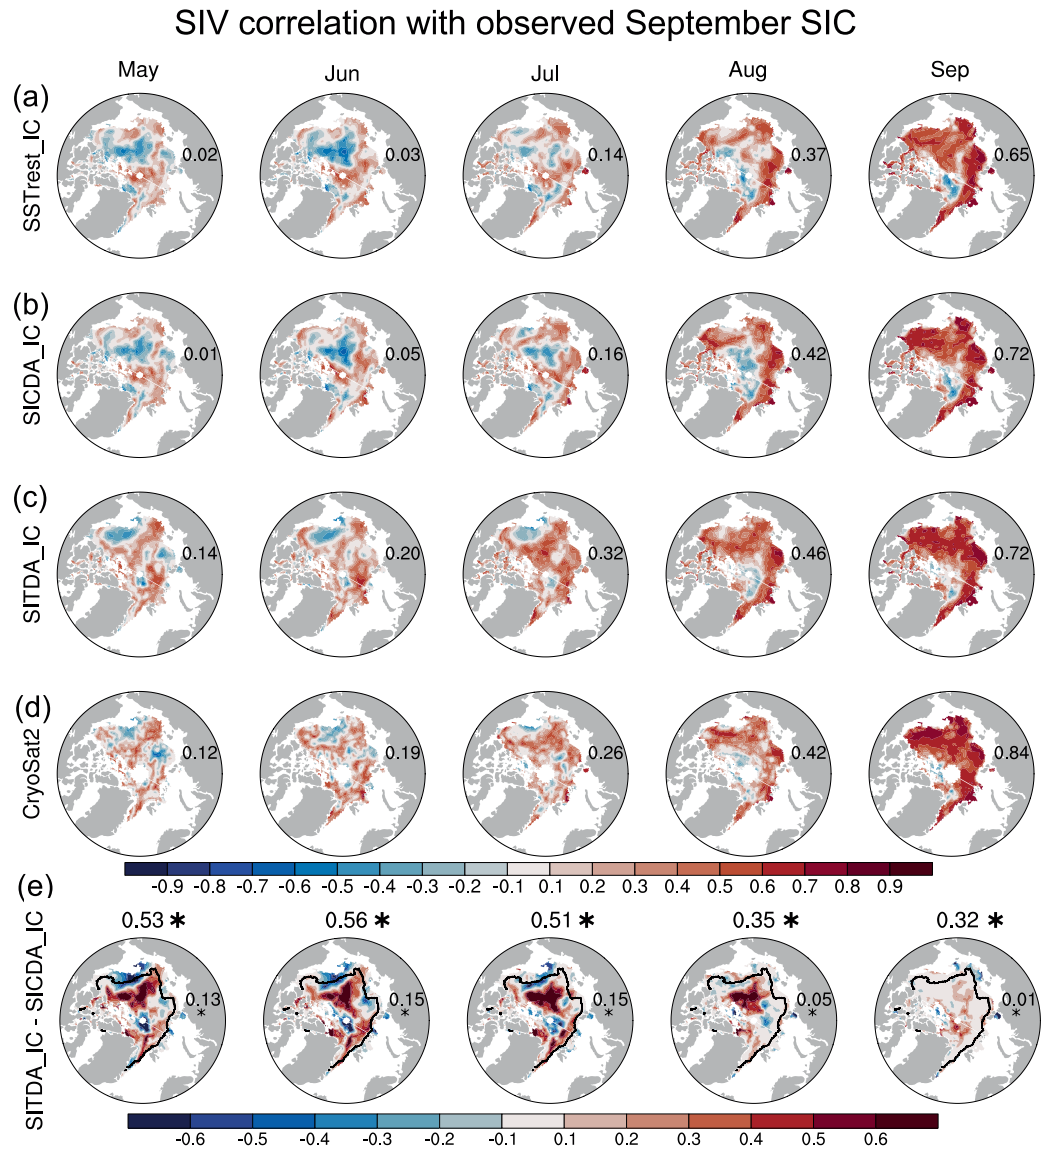 SIV correlation with observed September SIC
May Jun Jul Aug Sep
(a)
SSTrest_IC
0.02 0.03 0.14 0.37 0.65
(b)
SICDA_IC
0.01 0.05 0.16 0.42 0.72
(c)
SITDA_IC
0.14 0.20 0.32 0.46 0.72
(d)
CryoSat2
0.12 0.19 0.26 0.42 0.84
-0.9 -0.8 -0.7 -0.6 -0.5 -0.4 -0.3 -0.2 -0.1 0.1 0.2 0.3 0.4 0.5 0.6 0.7 0.8 0.9
(e)
SITDA_IC - SICDA_IC
0.53 * 0.56 * 0.51 * 0.35 * 0.32 *
0.13 0.15 0.15 0.05 0.01
* * * * *
-0.6 -0.5 -0.4 -0.3 -0.2 -0.1 0.1 0.2 0.3 0.4 0.5 0.6